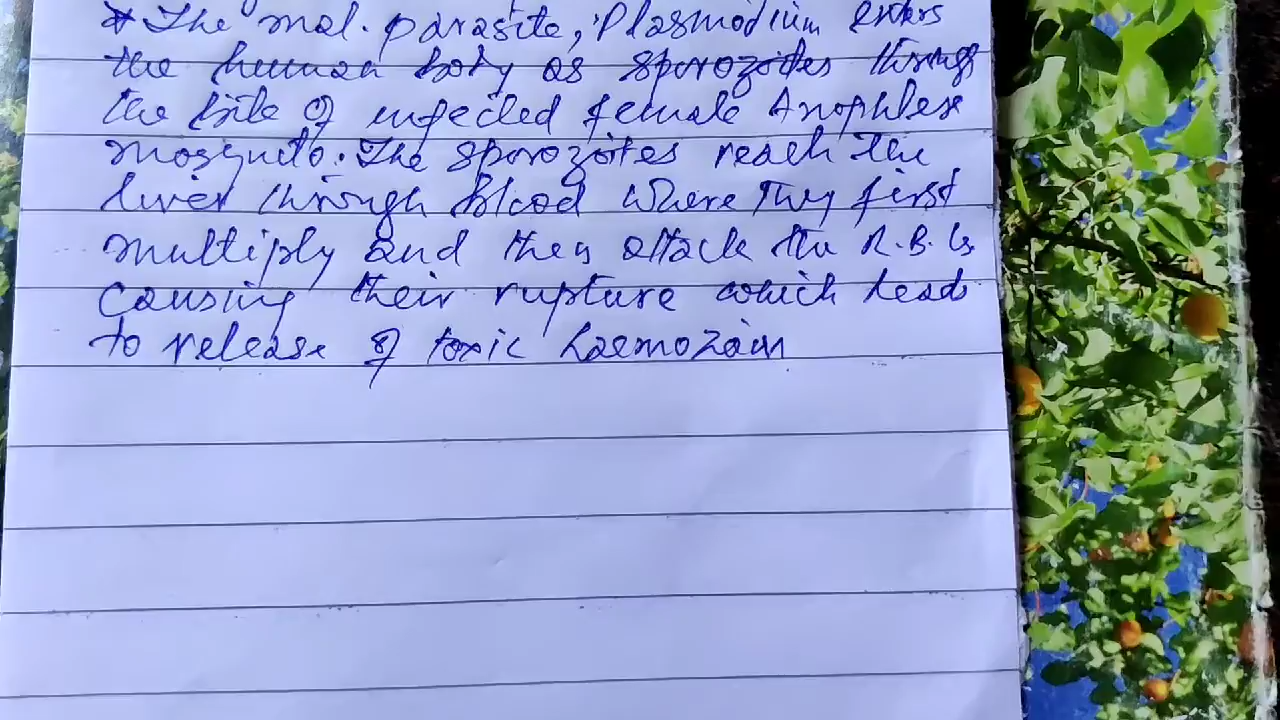 * The mal. parasite, Plasmodium enters
the human body as sporozoites through
the bite of infected female Anopheles
mosquito. The sporozoites reach the
liver through blood where they first
multiply and then attack the R.B.Cs
causing their rupture which leads
to release of toxic haemozoin